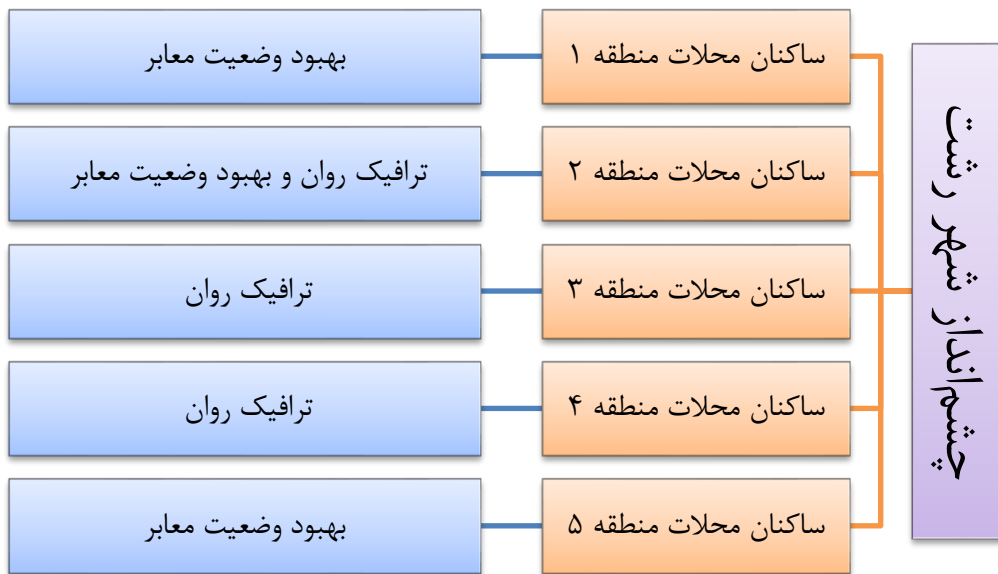 چشم‌انداز شهر رشت
ساکنان محلات منطقه ۱
بهبود وضعیت معابر
ساکنان محلات منطقه ۲
ترافیک روان و بهبود وضعیت معابر
ساکنان محلات منطقه ۳
ترافیک روان
ساکنان محلات منطقه ۴
ترافیک روان
ساکنان محلات منطقه ۵
بهبود وضعیت معابر